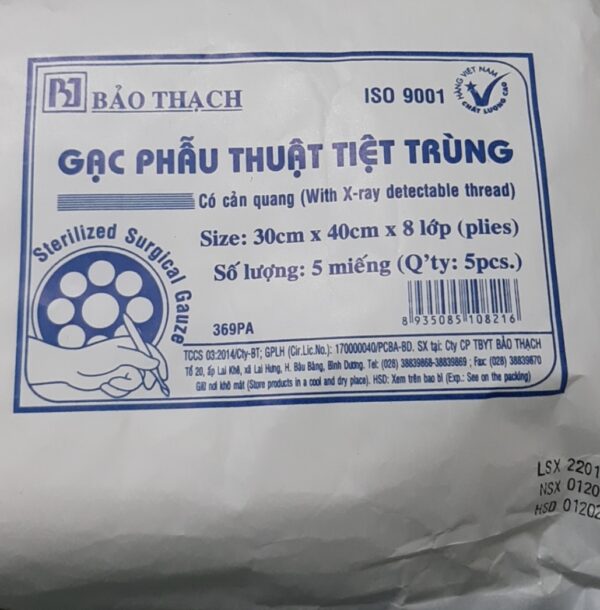 BẢO THẠCH
ISO 9001
HÀNG VIỆT NAM CHẤT LƯỢNG CAO
GẠC PHẪU THUẬT TIỆT TRÙNG
Có cản quang (With X-ray detectable thread)
Sterilized Surgical Gauze
Size: 30cm x 40cm x 8 lớp (plies)
Số lượng: 5 miếng (Q'ty: 5pcs.)
369PA
8 935085 108216
TCCS 03:2014/Cty-BT; GPLH (Cir.Lic.No.): 170000040/PCBA-BD. SX tại: Cty CP TBYT BẢO THẠCH
Tổ 20, ấp Lai Khê, xã Lai Hưng, H. Bàu Bàng, Bình Dương. Tel: (028) 38839868-38839869 ; Fax: (028) 38839870
Giữ nơi khô mát (Store products in a cool and dry place). HSD: Xem trên bao bì (Exp.: See on the packing)
LSX 2201
NSX 0120
HSD 01202